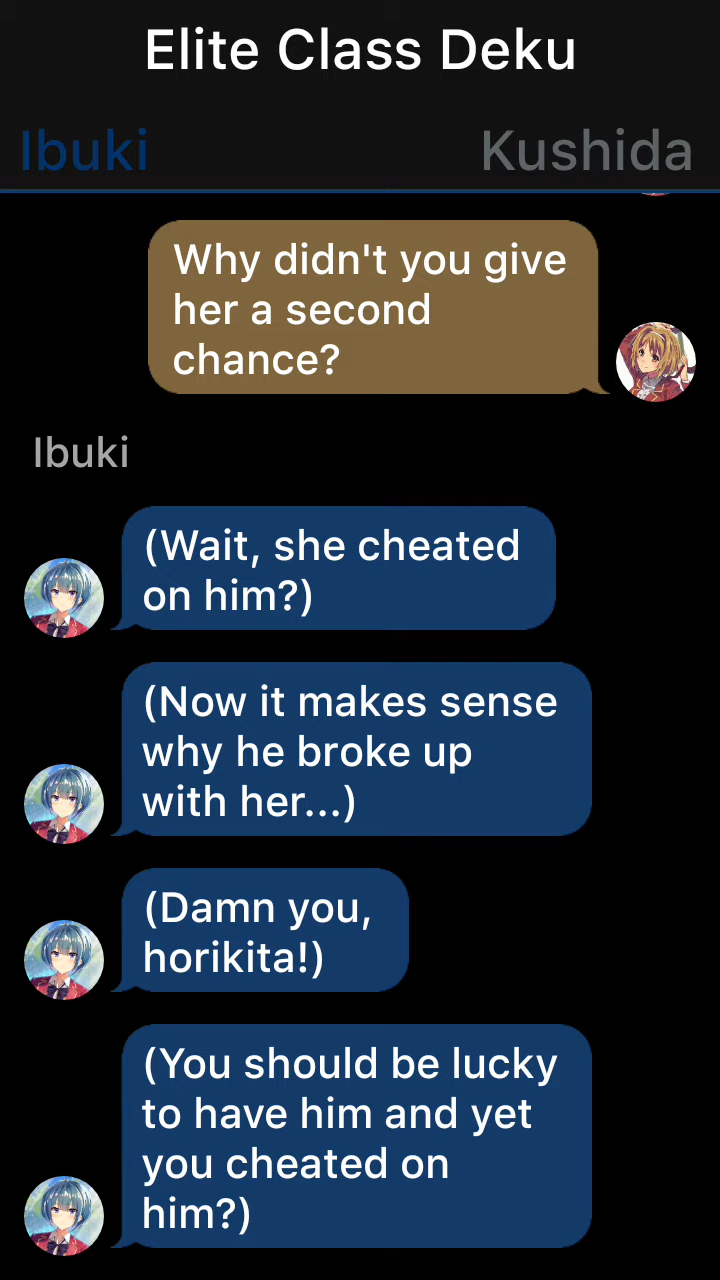 Elite Class Deku
Ibuki
Kushida
Why didn't you give
her a second
chance?
Ibuki
(Wait, she cheated
on him?)
(Now it makes sense
why he broke up
with her...)
(Damn you,
horikita!)
(You should be lucky
to have him and yet
you cheated on
him?)